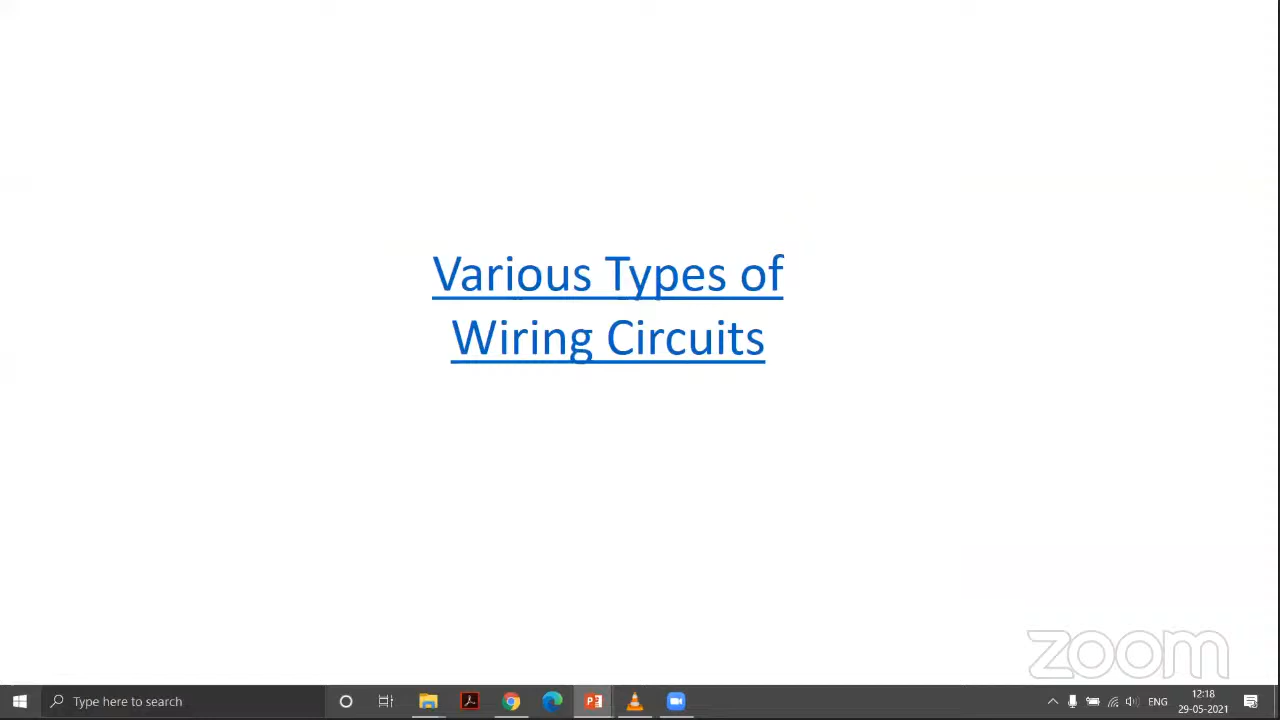 Various Types of
Wiring Circuits
zoom
Type here to search
ENG
12:18
29-05-2021